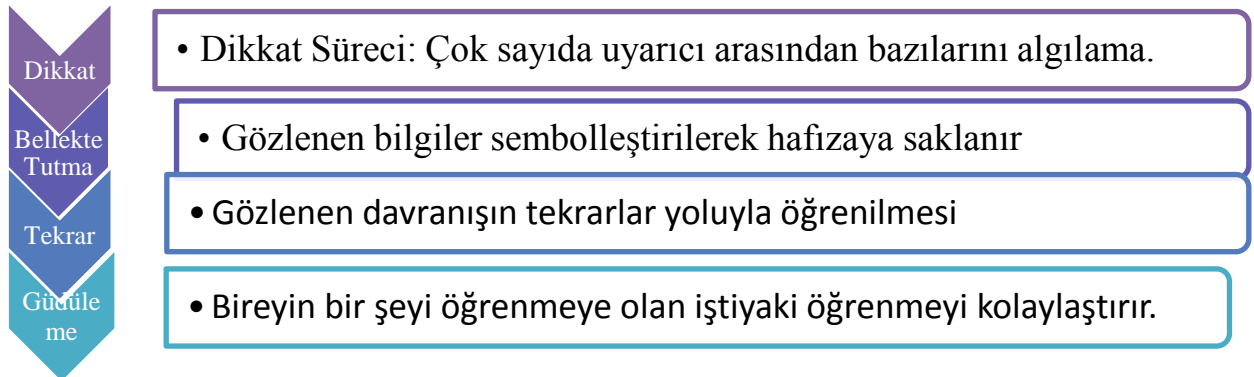 Dikkat
• Dikkat Süreci: Çok sayıda uyarıcı arasından bazılarını algılama.
Bellekte
Tutma
• Gözlenen bilgiler sembolleştirilerek hafızaya saklanır
Tekrar
• Gözlenen davranışın tekrarlar yoluyla öğrenilmesi
Güdüle
me
• Bireyin bir şeyi öğrenmeye olan iştiyaki öğrenmeyi kolaylaştırır.